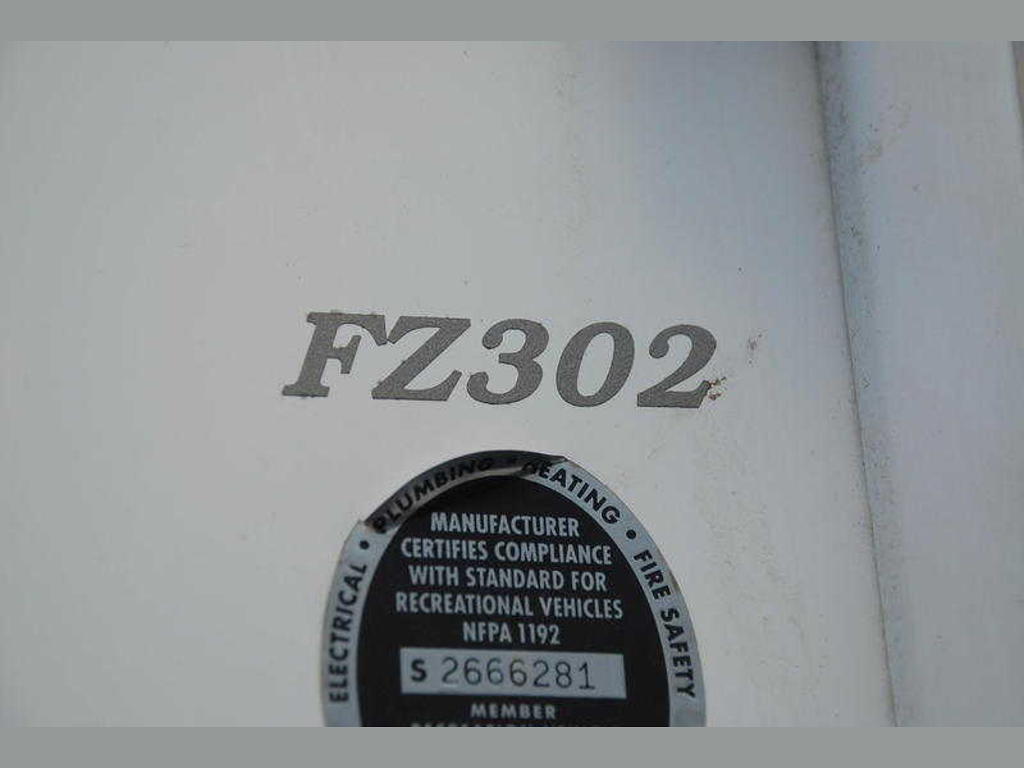 FZ302
ELECTRICAL • PLUMBING • HEATING • FIRE SAFETY
MANUFACTURER
CERTIFIES COMPLIANCE
WITH STANDARD FOR
RECREATIONAL VEHICLES
NFPA 1192
S 2666281
MEMBER